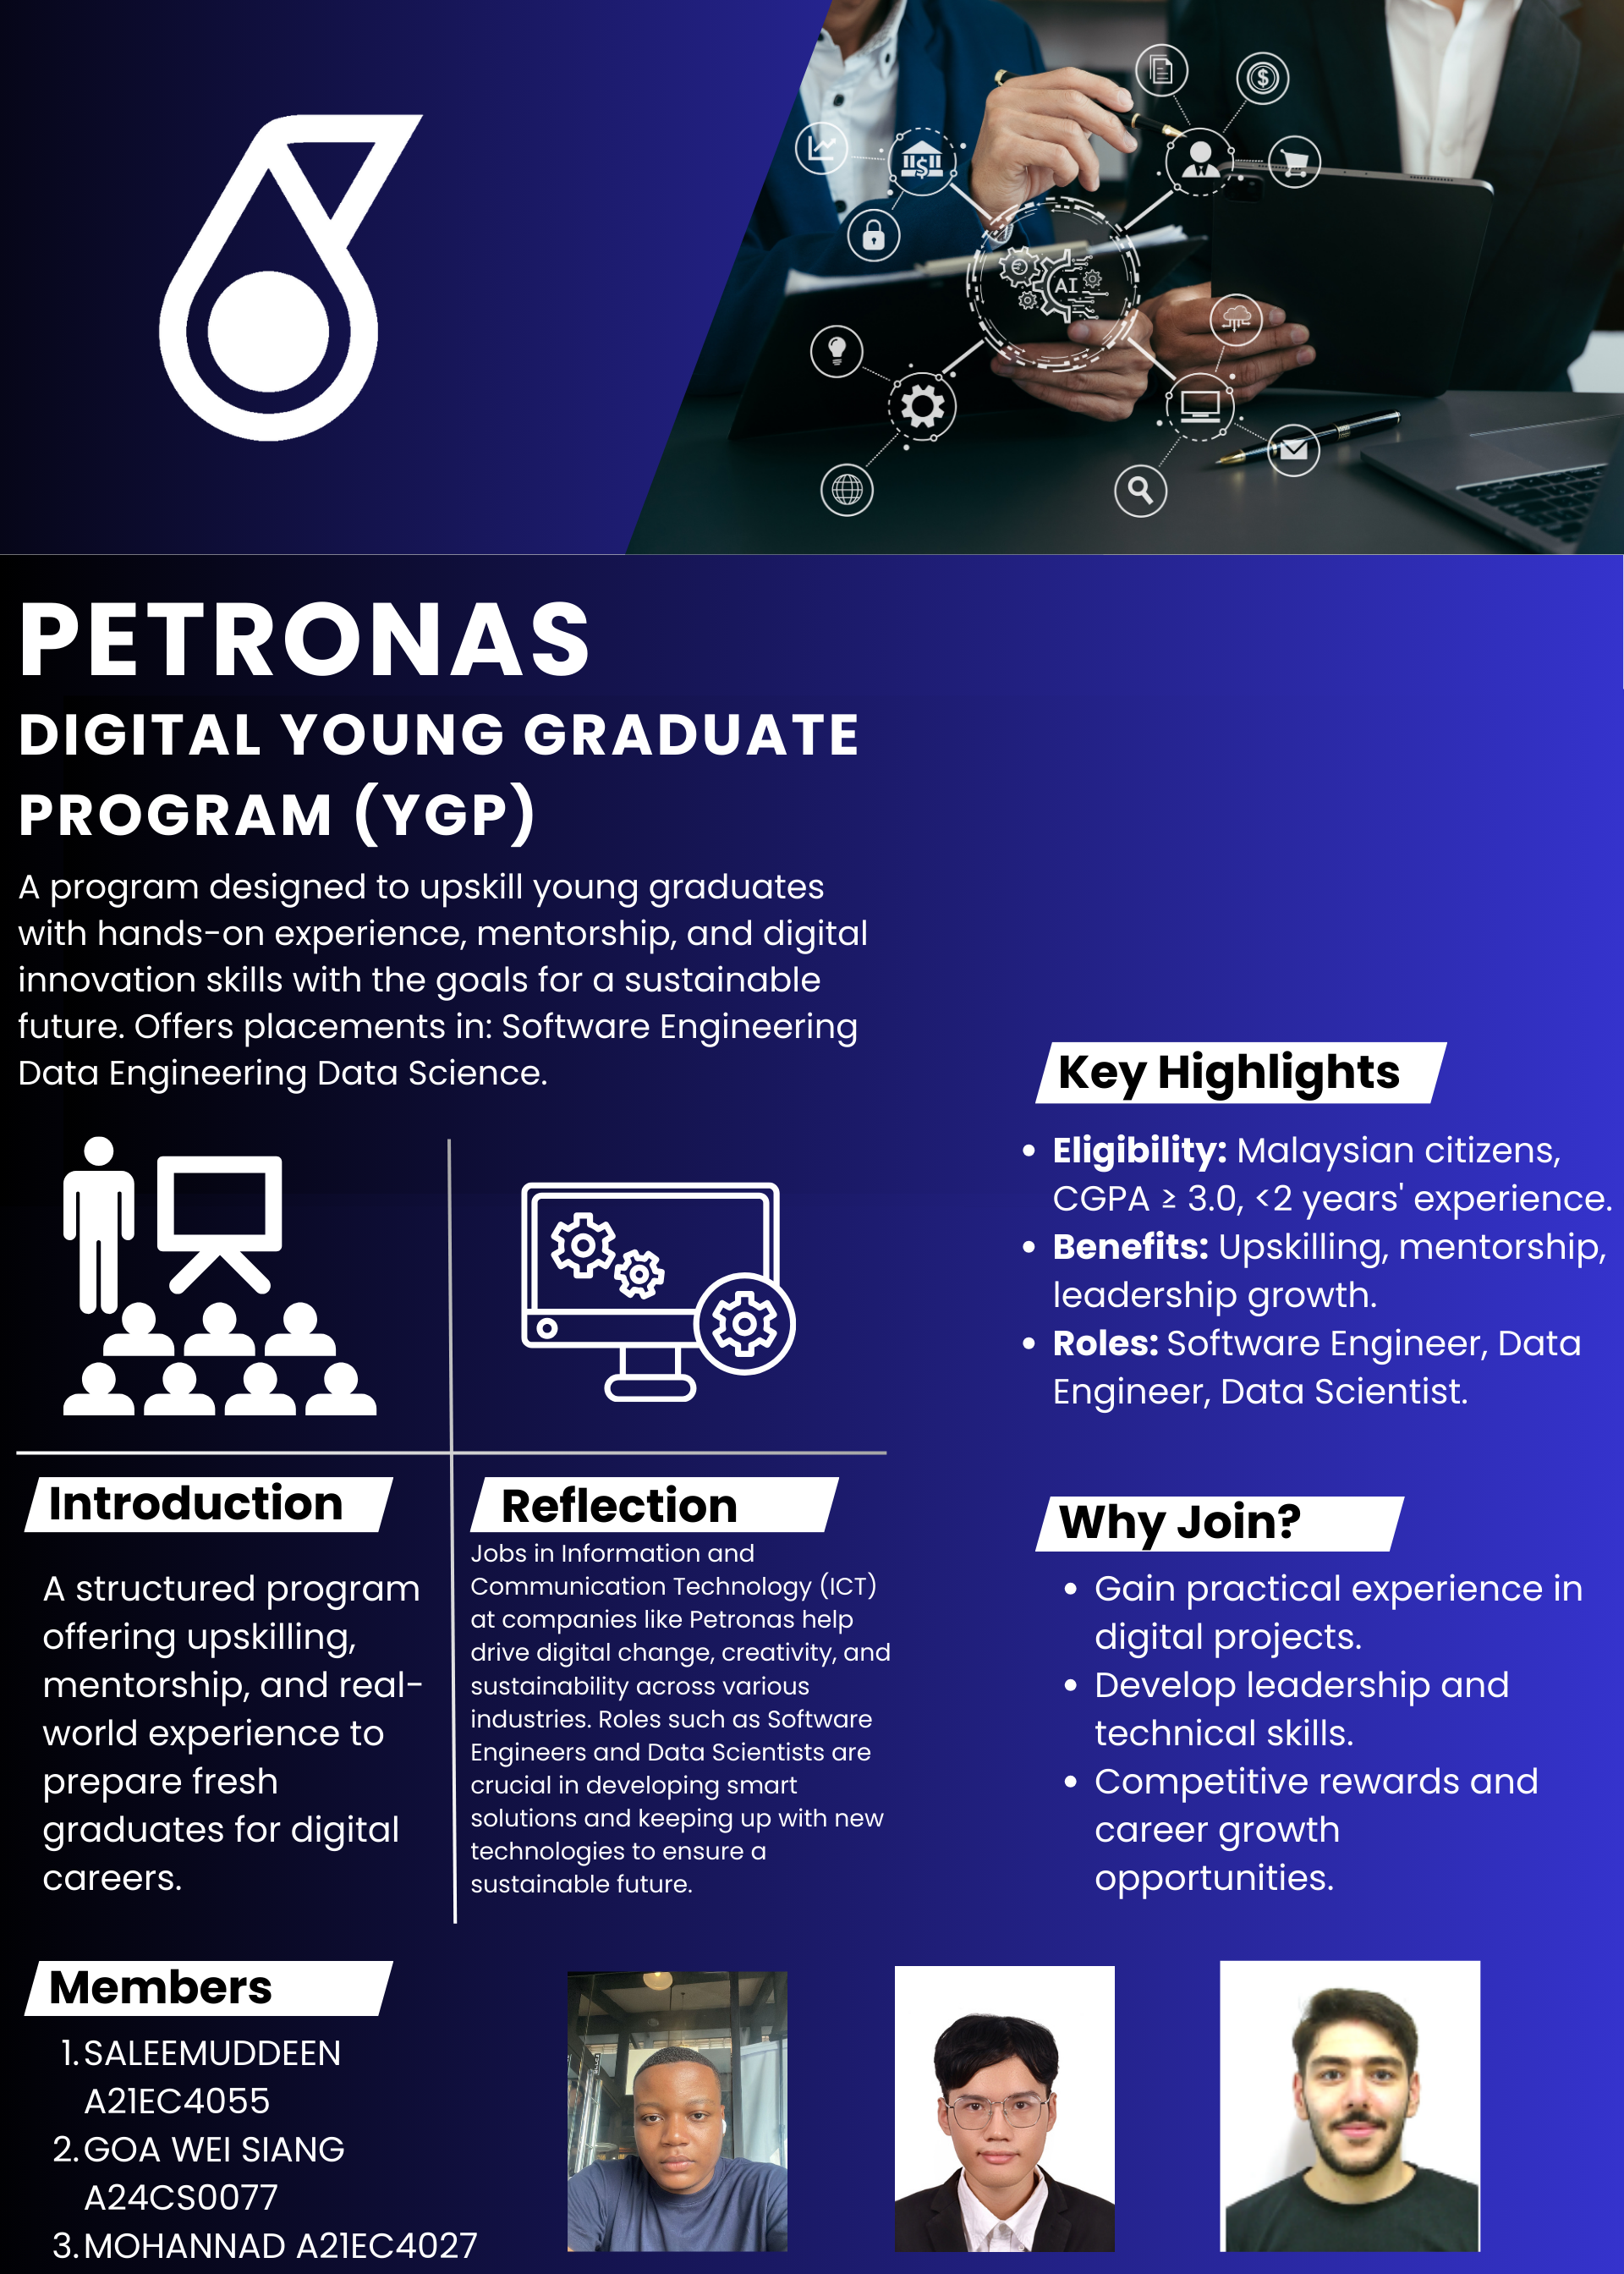 AI
PETRONAS
DIGITAL YOUNG GRADUATE
PROGRAM (YGP)
A program designed to upskill young graduates
with hands-on experience, mentorship, and digital
innovation skills with the goals for a sustainable
future. Offers placements in: Software Engineering
Data Engineering Data Science.
Key Highlights
• Eligibility: Malaysian citizens,
CGPA ≥ 3.0, <2 years' experience.
• Benefits: Upskilling, mentorship,
leadership growth.
• Roles: Software Engineer, Data
Engineer, Data Scientist.
Introduction
A structured program
offering upskilling,
mentorship, and real-
world experience to
prepare fresh
graduates for digital
careers.
Reflection
Jobs in Information and
Communication Technology (ICT)
at companies like Petronas help
drive digital change, creativity, and
sustainability across various
industries. Roles such as Software
Engineers and Data Scientists are
crucial in developing smart
solutions and keeping up with new
technologies to ensure a
sustainable future.
Why Join?
• Gain practical experience in
digital projects.
• Develop leadership and
technical skills.
• Competitive rewards and
career growth
opportunities.
Members
1. SALEEMUDDEEN
A21EC4055
2. GOA WEI SIANG
A24CS0077
3. MOHANNAD A21EC4027